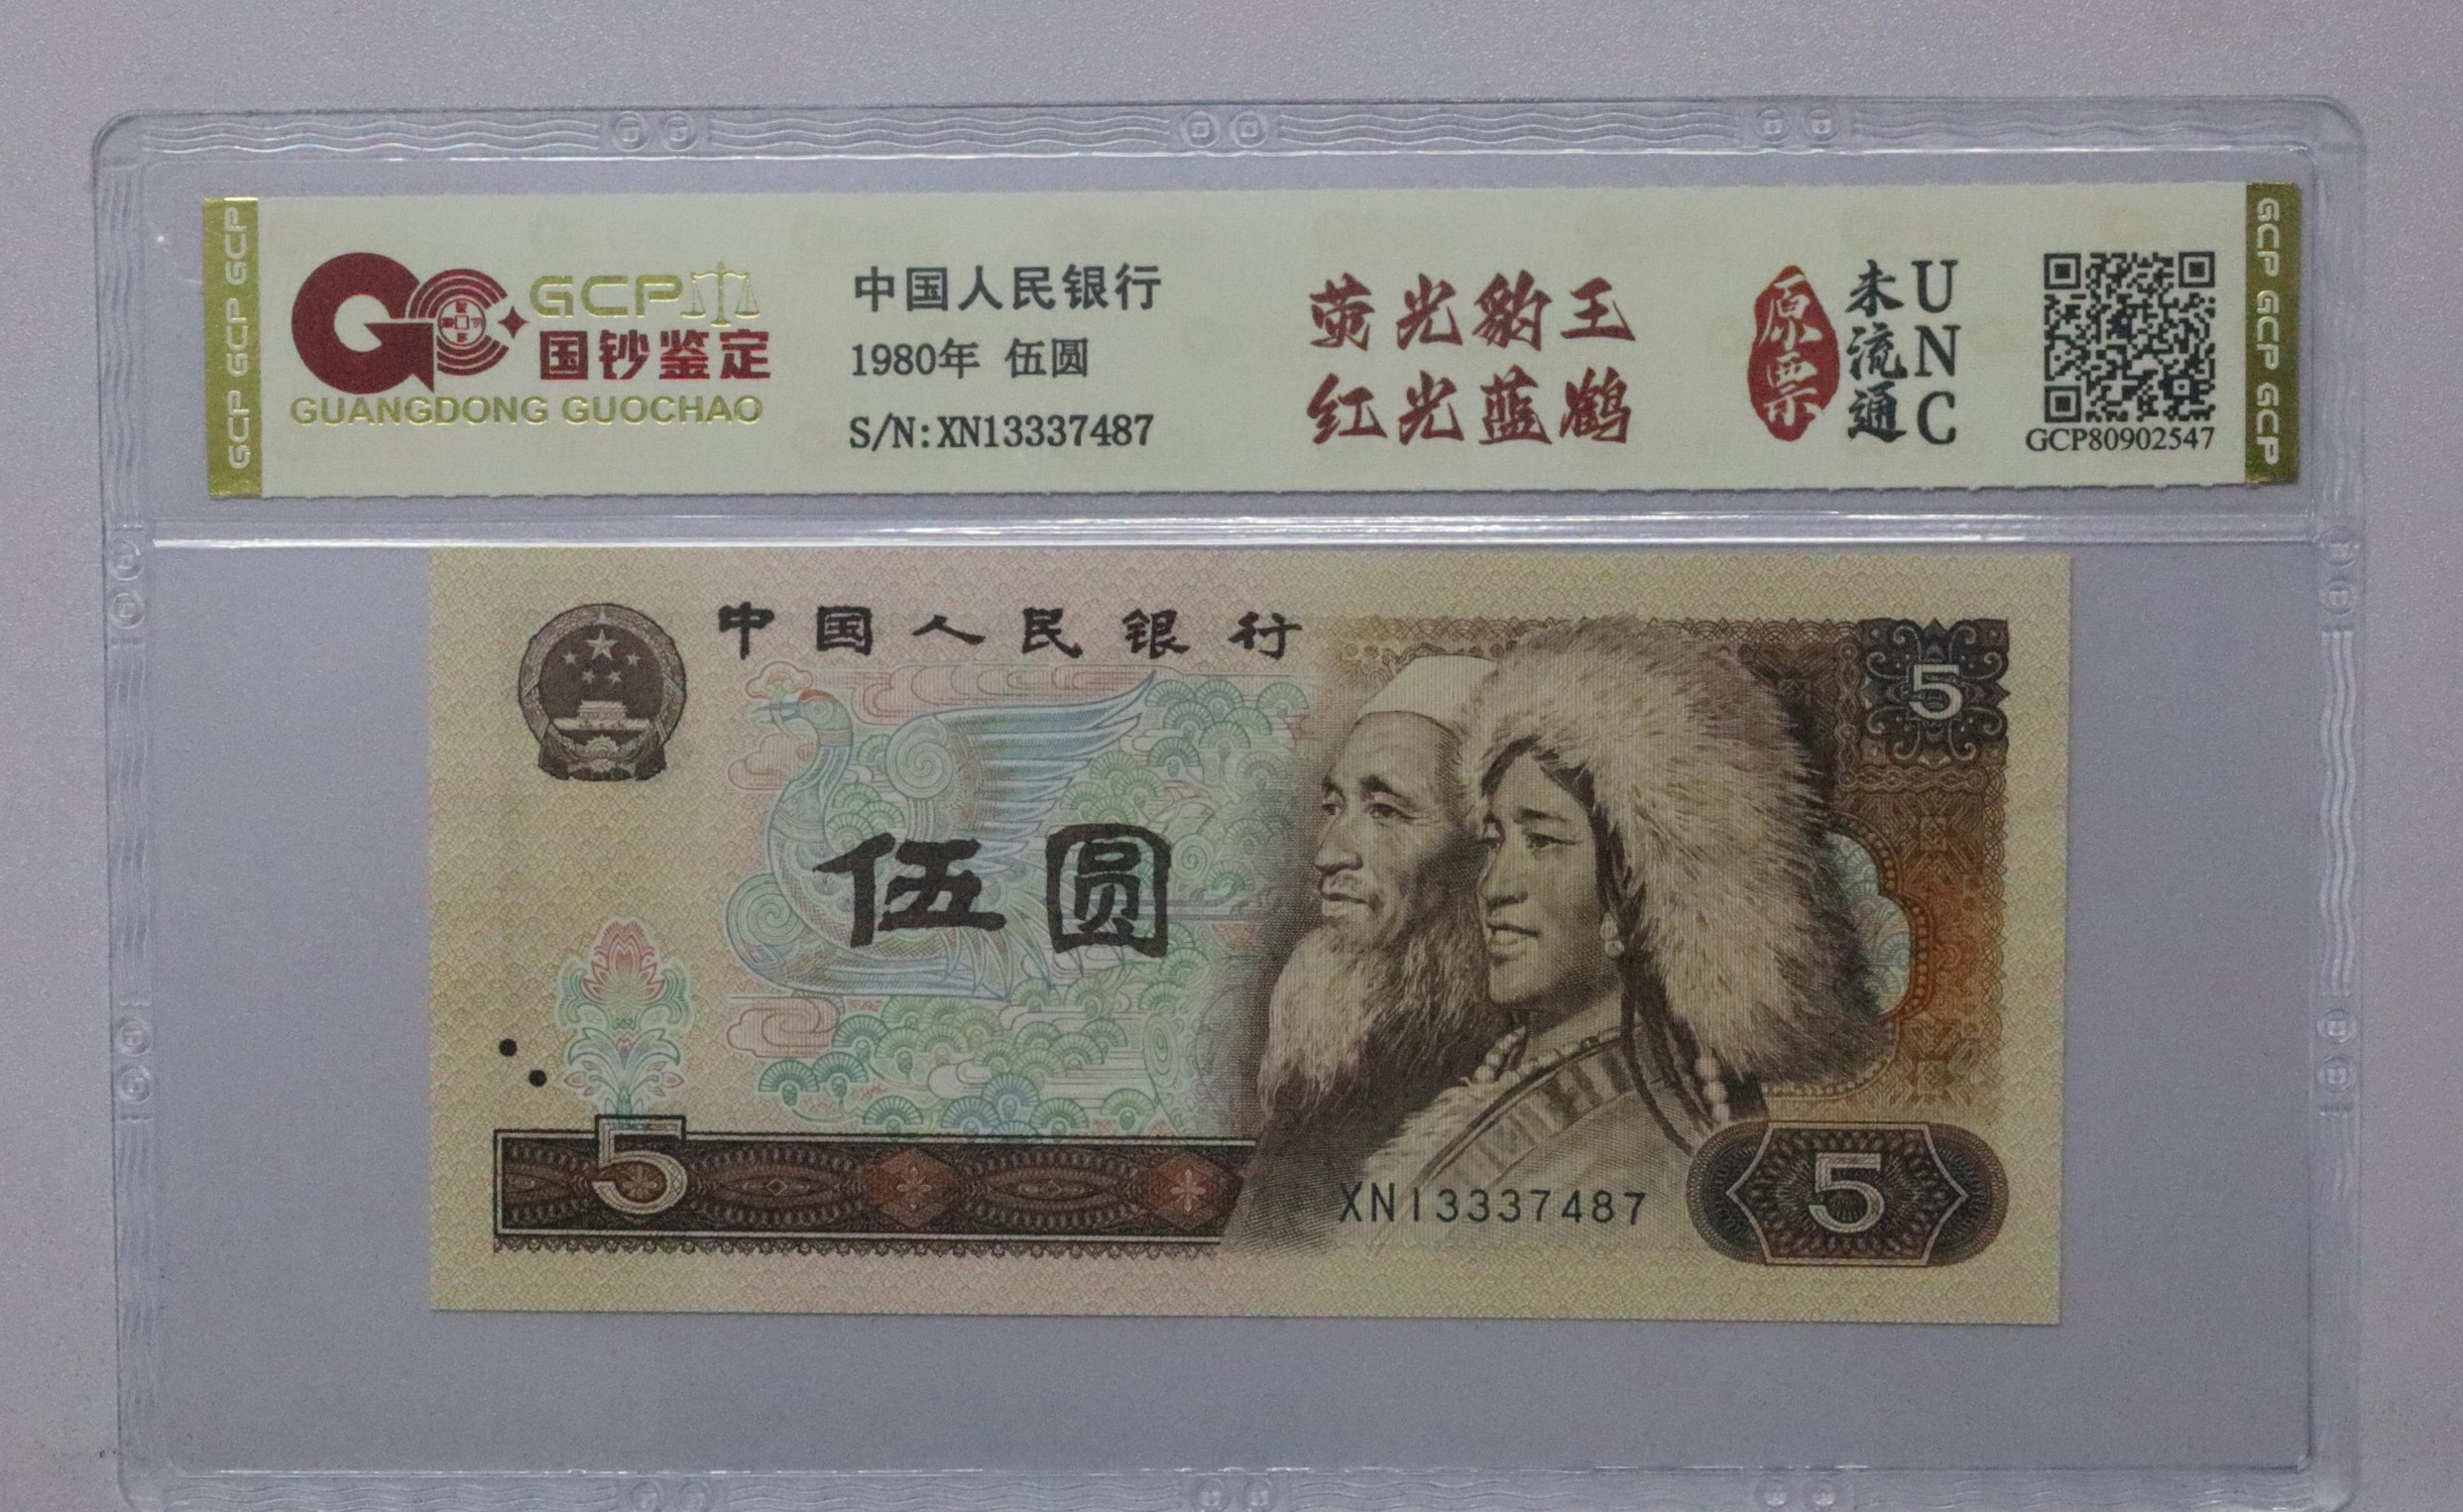 GCP GCP GCP
GCP
国钞鉴定
GUANGDONG GUOCHAO
中国人民银行
1980年 伍圆
S/N:XN13337487
荧光豹王
红光蓝鹤
原票
未流通
UNC
GCP80902547
GCP GCP GCP
中国人民银行
5
伍圆
5
XN13337487
5